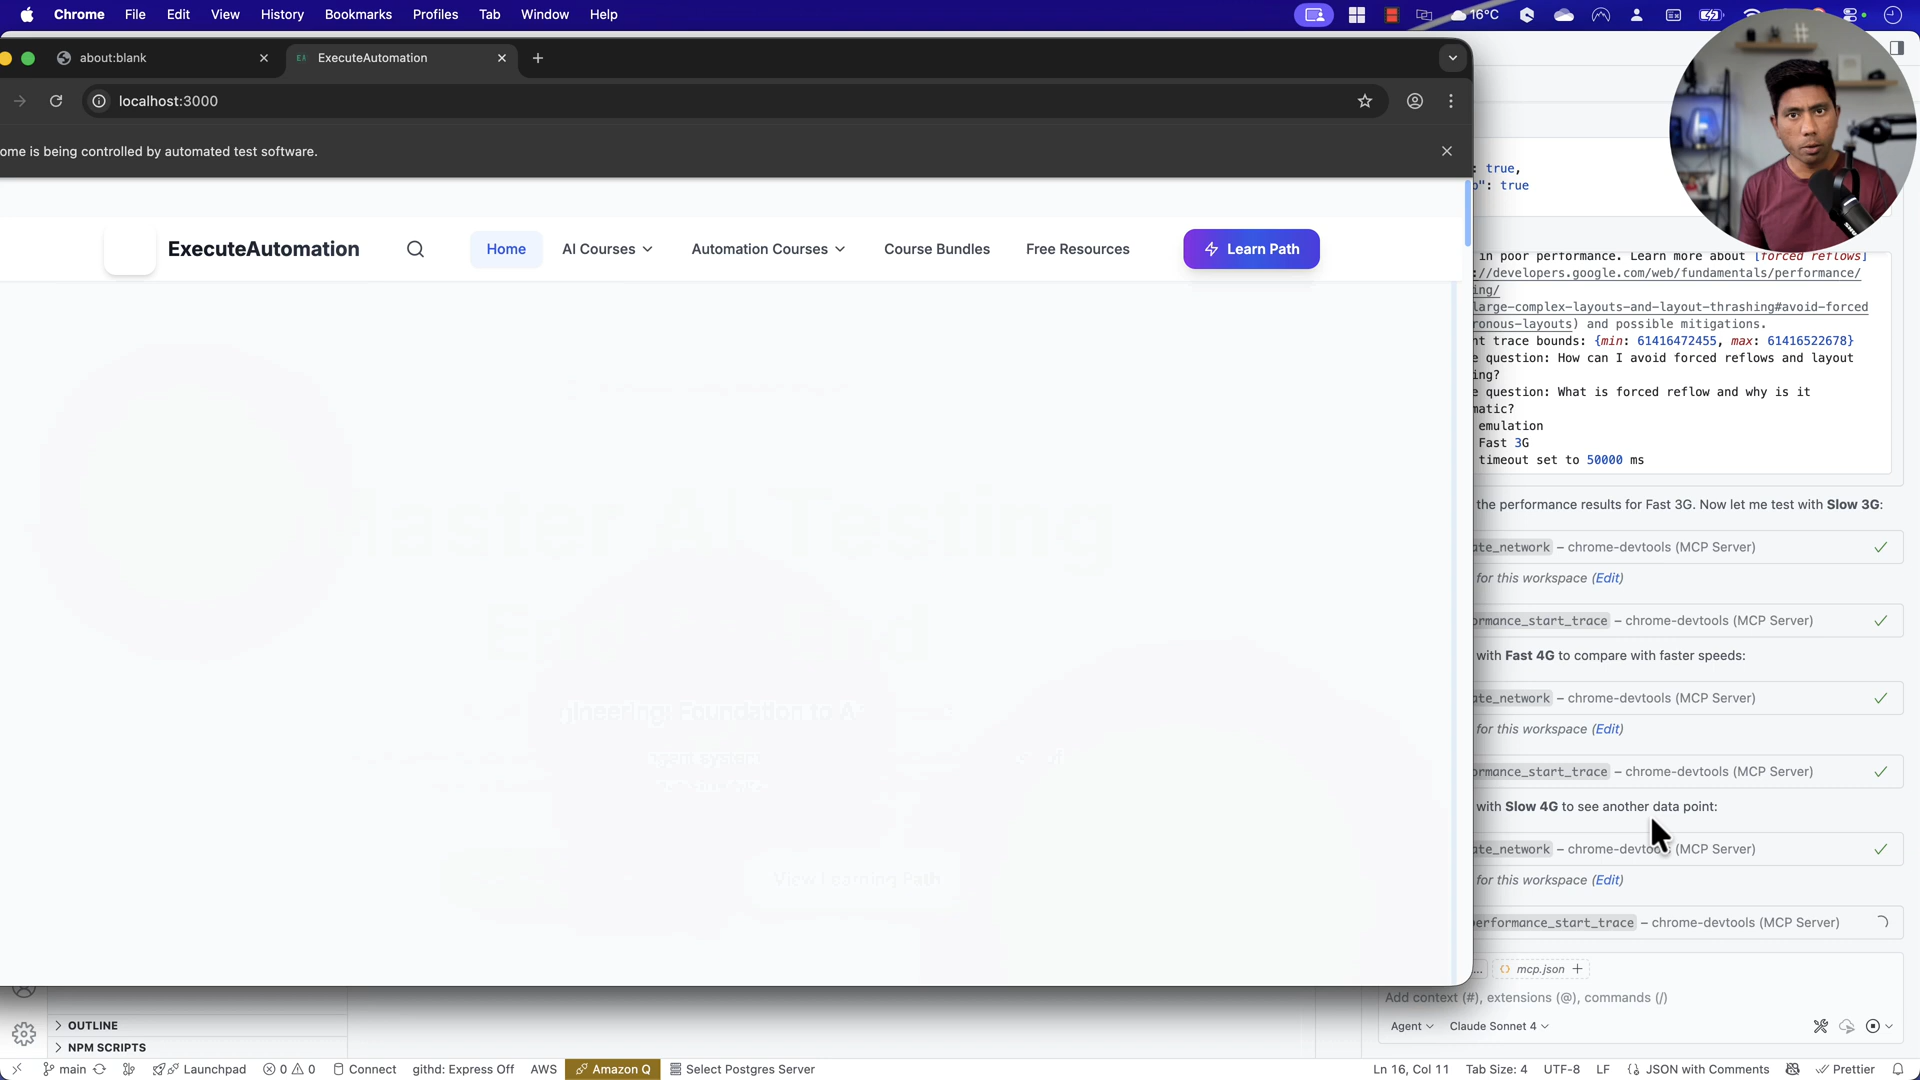 Chrome File Edit View History Bookmarks Profiles Tab Window Help
16°C
about:blank
EA ExecuteAutomation
localhost:3000
ome is being controlled by automated test software.
ExecuteAutomation
Home
AI Courses
Automation Courses
Course Bundles
Free Resources
Learn Path
Master AI Testing
ngineering: Foundation to A
View Learning Path
: true,
": true
in poor performance. Learn more about [forced reflows]
://developers.google.com/web/fundamentals/performance/
ing/
large-complex-layouts-and-layout-thrashing#avoid-forced
ronous-layouts) and possible mitigations.
nt trace bounds: {min: 61416472455, max: 61416522678}
e question: How can I avoid forced reflows and layout
ing?
e question: What is forced reflow and why is it
matic?
emulation
Fast 3G
timeout set to 50000 ms
the performance results for Fast 3G. Now let me test with Slow 3G:
ate_network – chrome-devtools (MCP Server)
for this workspace (Edit)
ormance_start_trace – chrome-devtools (MCP Server)
with Fast 4G to compare with faster speeds:
ate_network – chrome-devtools (MCP Server)
for this workspace (Edit)
ormance_start_trace – chrome-devtools (MCP Server)
with Slow 4G to see another data point:
ate_network – chrome-devtools (MCP Server)
for this workspace (Edit)
erformance_start_trace – chrome-devtools (MCP Server)
... mcp.json
Add context (#), extensions (@), commands (/)
Agent Claude Sonnet 4
OUTLINE
NPM SCRIPTS
main Launchpad 0 0 Connect githd: Express Off AWS Amazon Q Select Postgres Server Ln 16, Col 11 Tab Size: 4 UTF-8 LF {} JSON with Comments Prettier